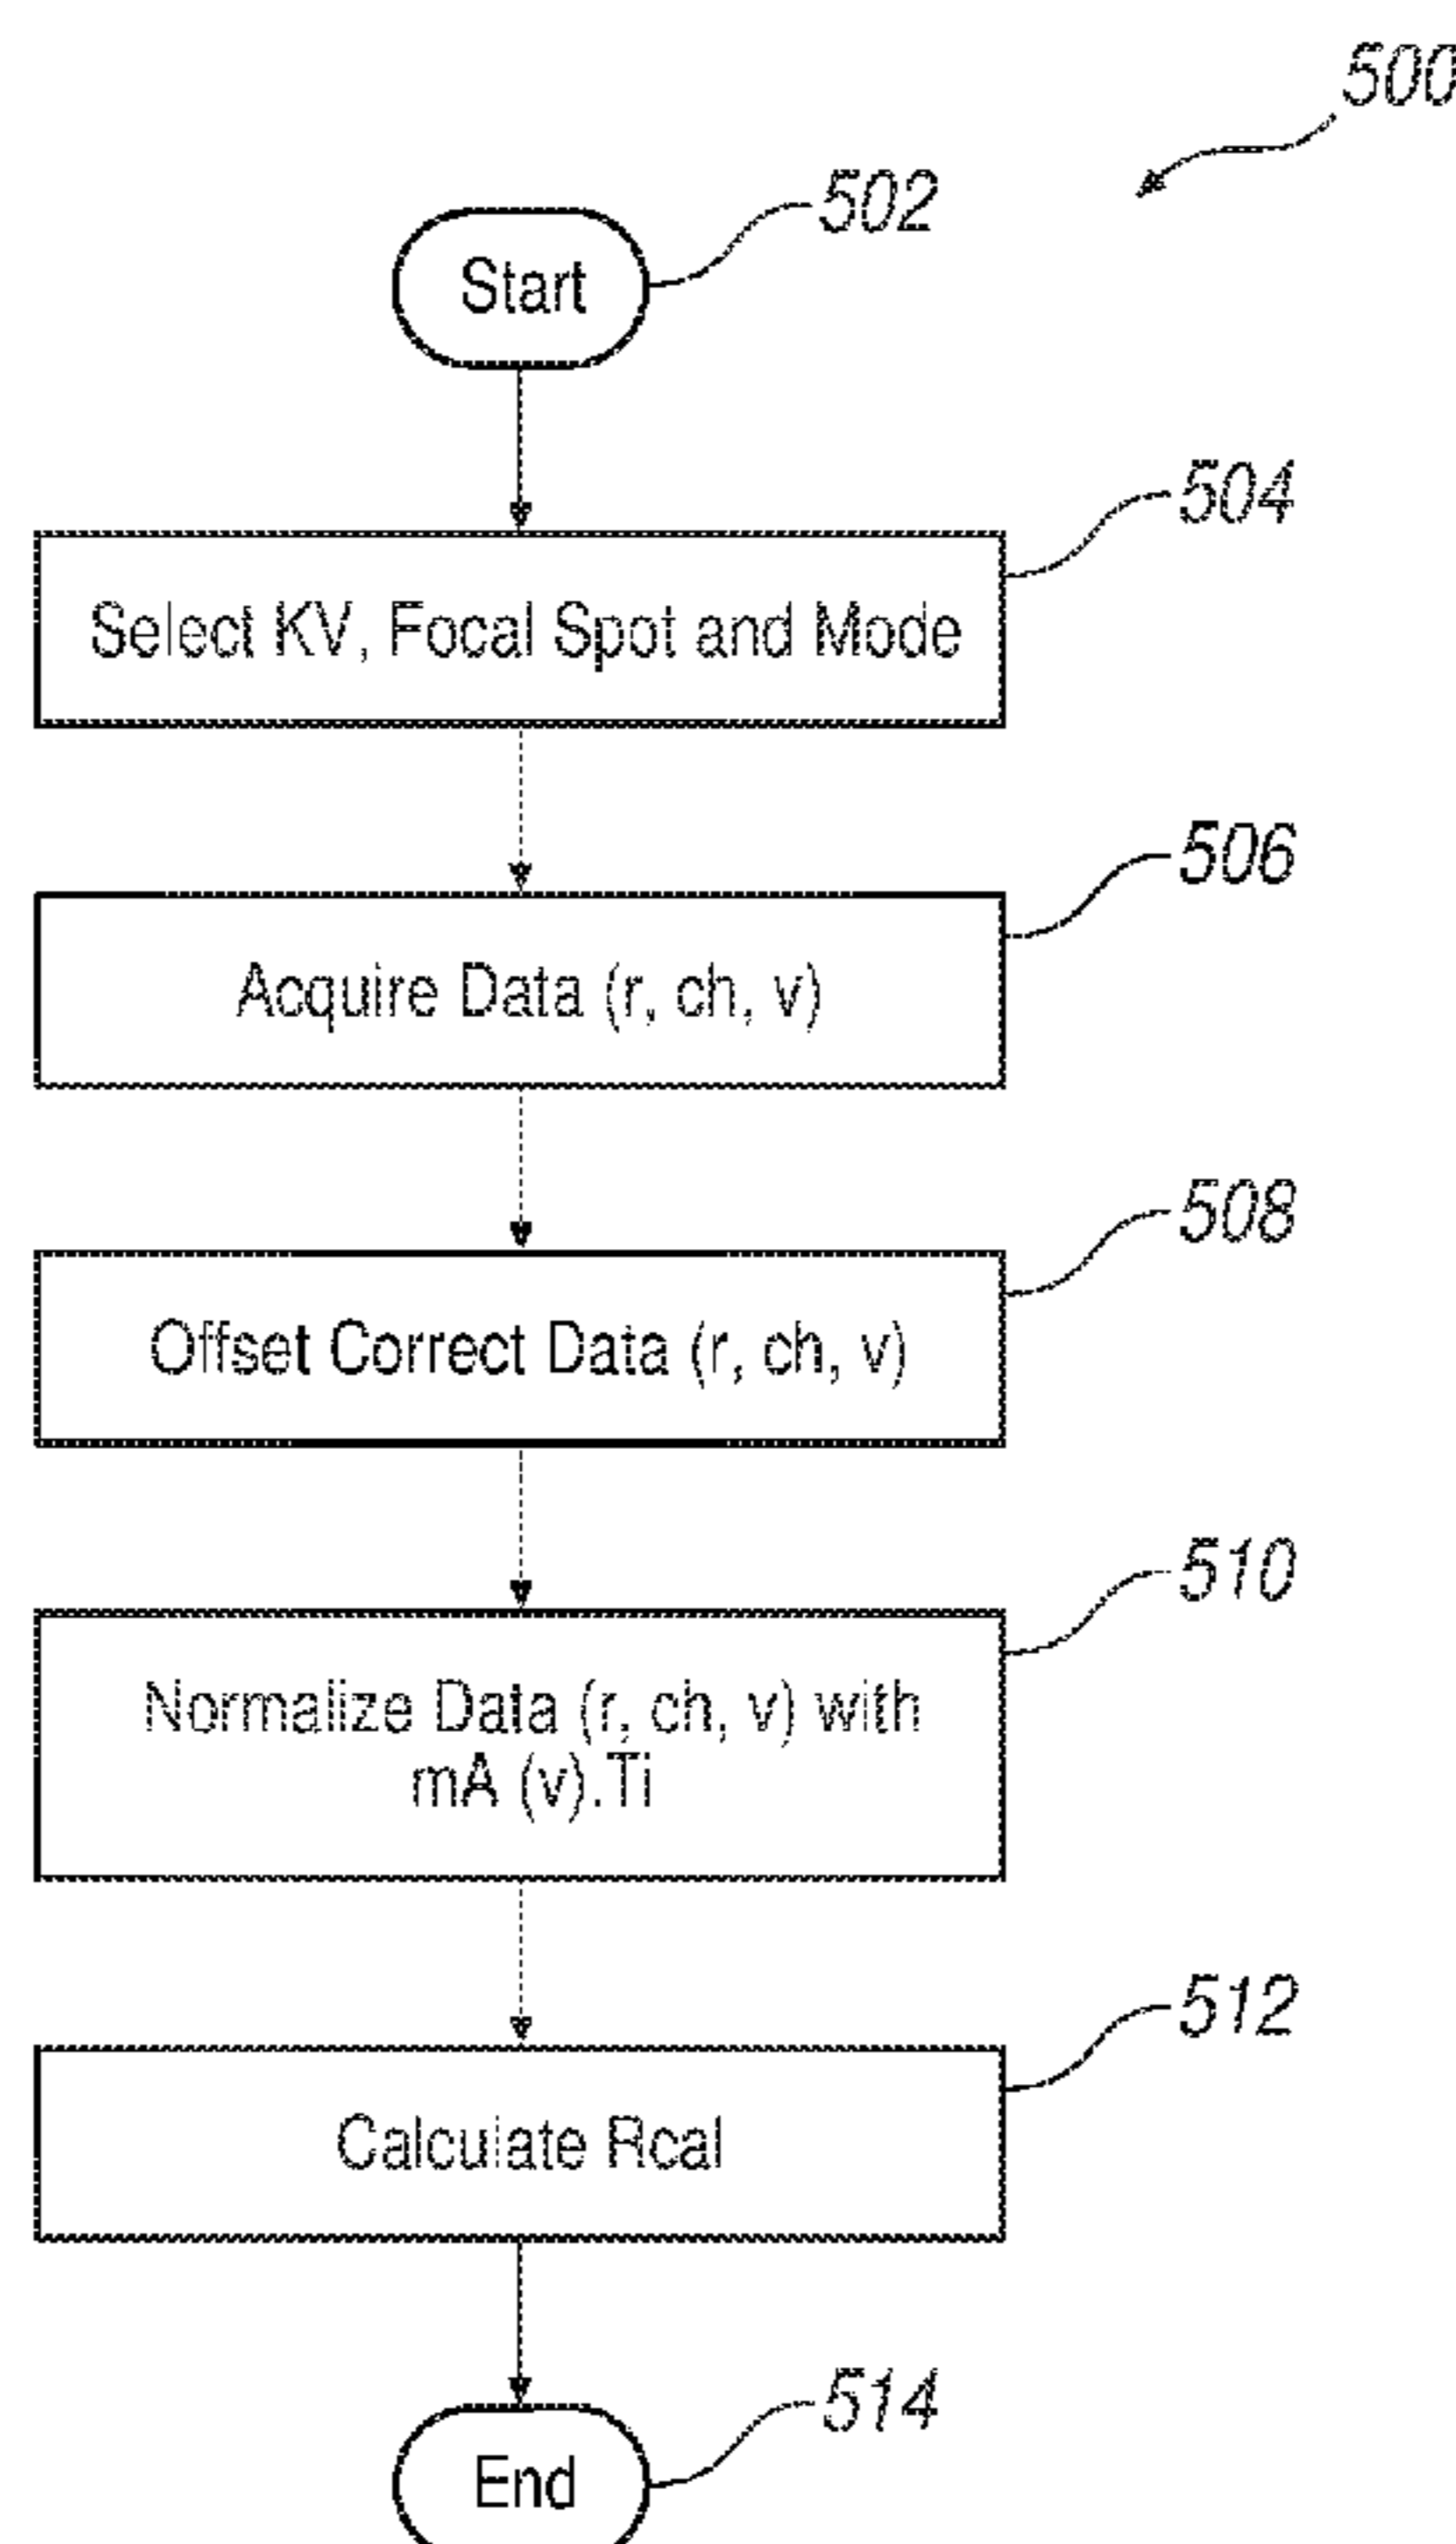 500
502
Start
504
Select KV, Focal Spot and Mode
506
Acquire Data (r, ch, v)
508
Offset Correct Data (r, ch, v)
510
Normalize Data (r, ch, v) with
mA (v).Ti
512
Calculate Rcal
514
End